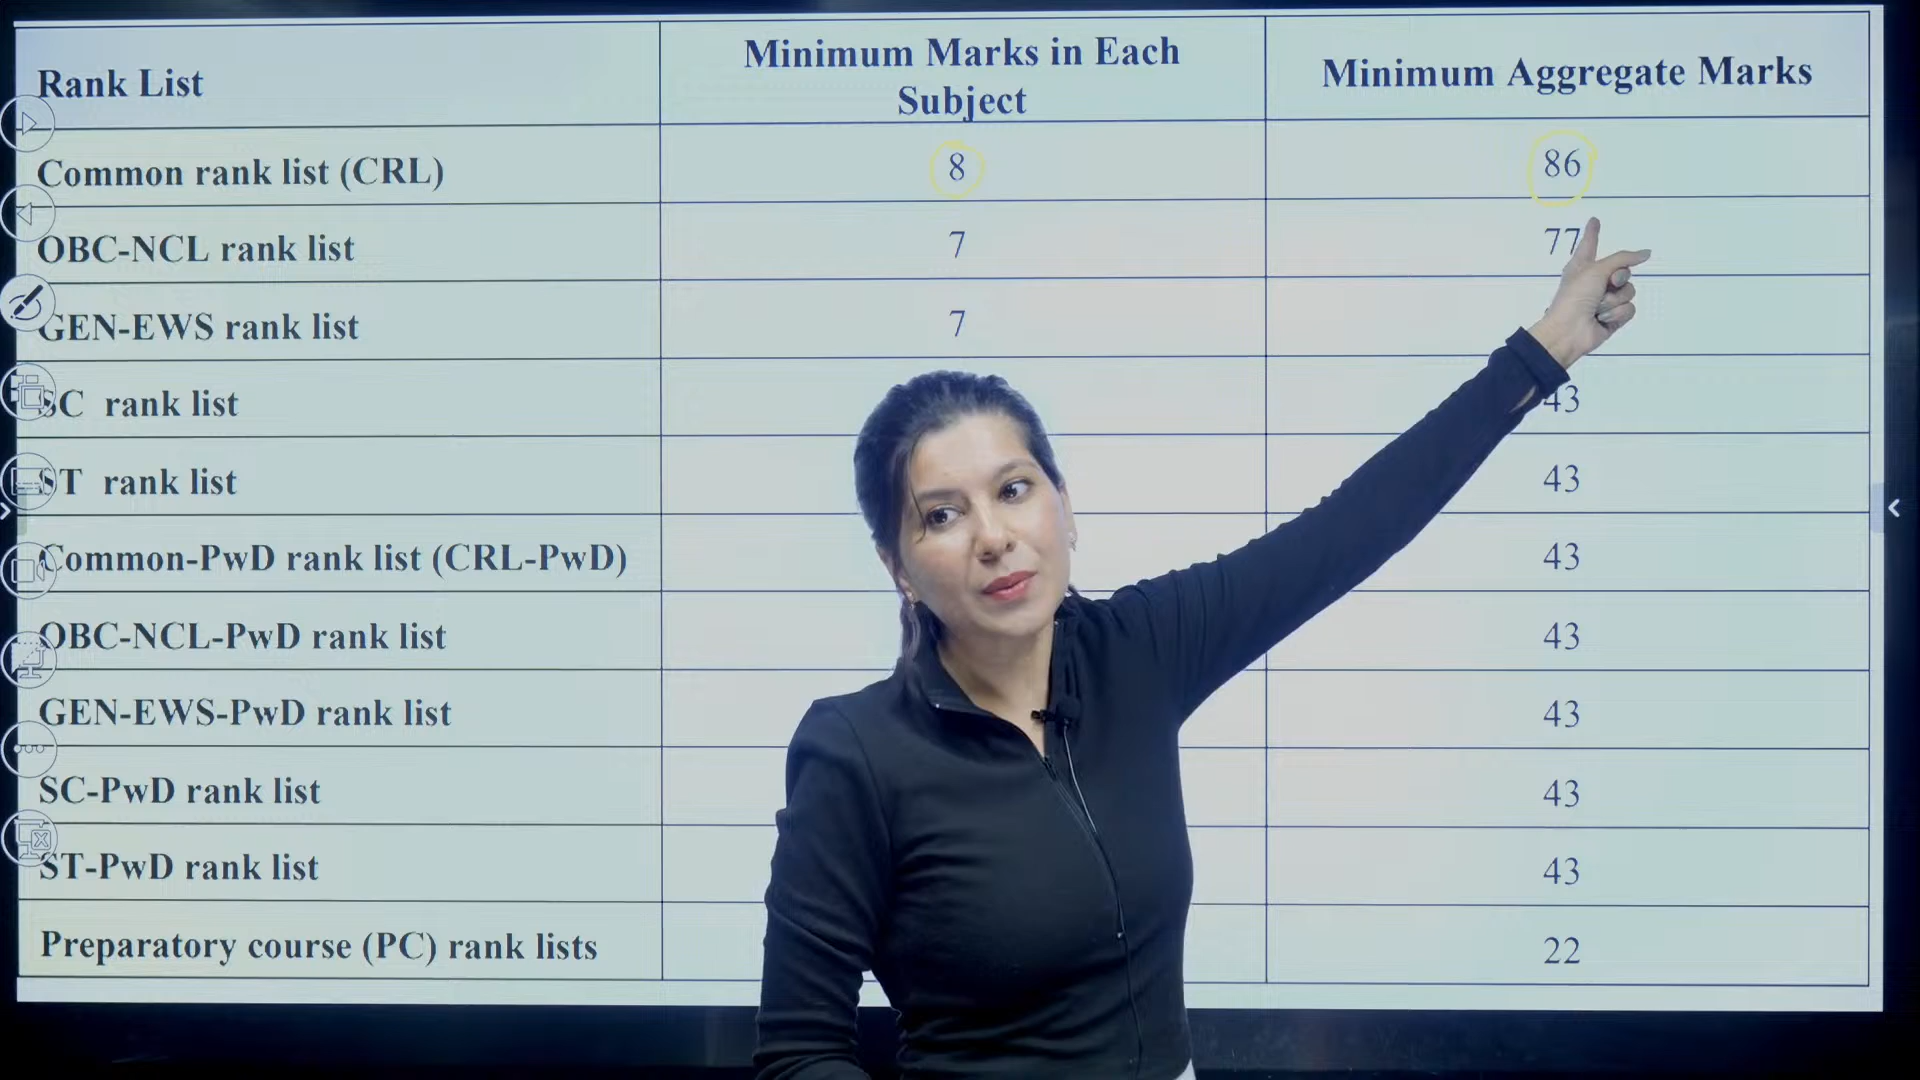 Rank List
Minimum Marks in Each
Subject
Minimum Aggregate Marks
Common rank list (CRL)
8
86
OBC-NCL rank list
7
77
GEN-EWS rank list
7
SC rank list
43
ST rank list
43
Common-PwD rank list (CRL-PwD)
43
OBC-NCL-PwD rank list
43
GEN-EWS-PwD rank list
43
SC-PwD rank list
43
ST-PwD rank list
43
Preparatory course (PC) rank lists
22